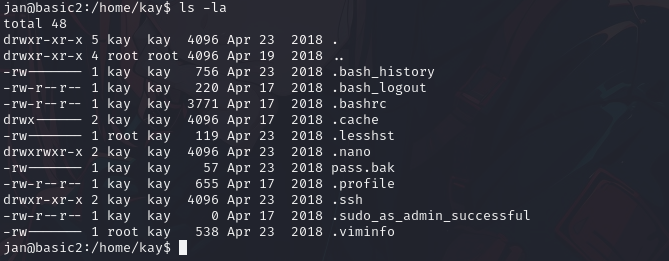 jan@basic2:/home/kay$ ls -la
total 48
drwxr-xr-x 5 kay  kay  4096 Apr 23  2018 .
drwxr-xr-x 4 root root 4096 Apr 19  2018 ..
-rw------- 1 kay  kay   756 Apr 23  2018 .bash_history
-rw-r--r-- 1 kay  kay   220 Apr 17  2018 .bash_logout
-rw-r--r-- 1 kay  kay  3771 Apr 17  2018 .bashrc
drwx------ 2 kay  kay  4096 Apr 17  2018 .cache
-rw------- 1 root kay   119 Apr 23  2018 .lesshst
drwxrwxr-x 2 kay  kay  4096 Apr 23  2018 .nano
-rw------- 1 kay  kay    57 Apr 23  2018 pass.bak
-rw-r--r-- 1 kay  kay   655 Apr 17  2018 .profile
drwxr-xr-x 2 kay  kay  4096 Apr 23  2018 .ssh
-rw-r--r-- 1 kay  kay     0 Apr 17  2018 .sudo_as_admin_successful
-rw------- 1 root kay   538 Apr 23  2018 .viminfo
jan@basic2:/home/kay$